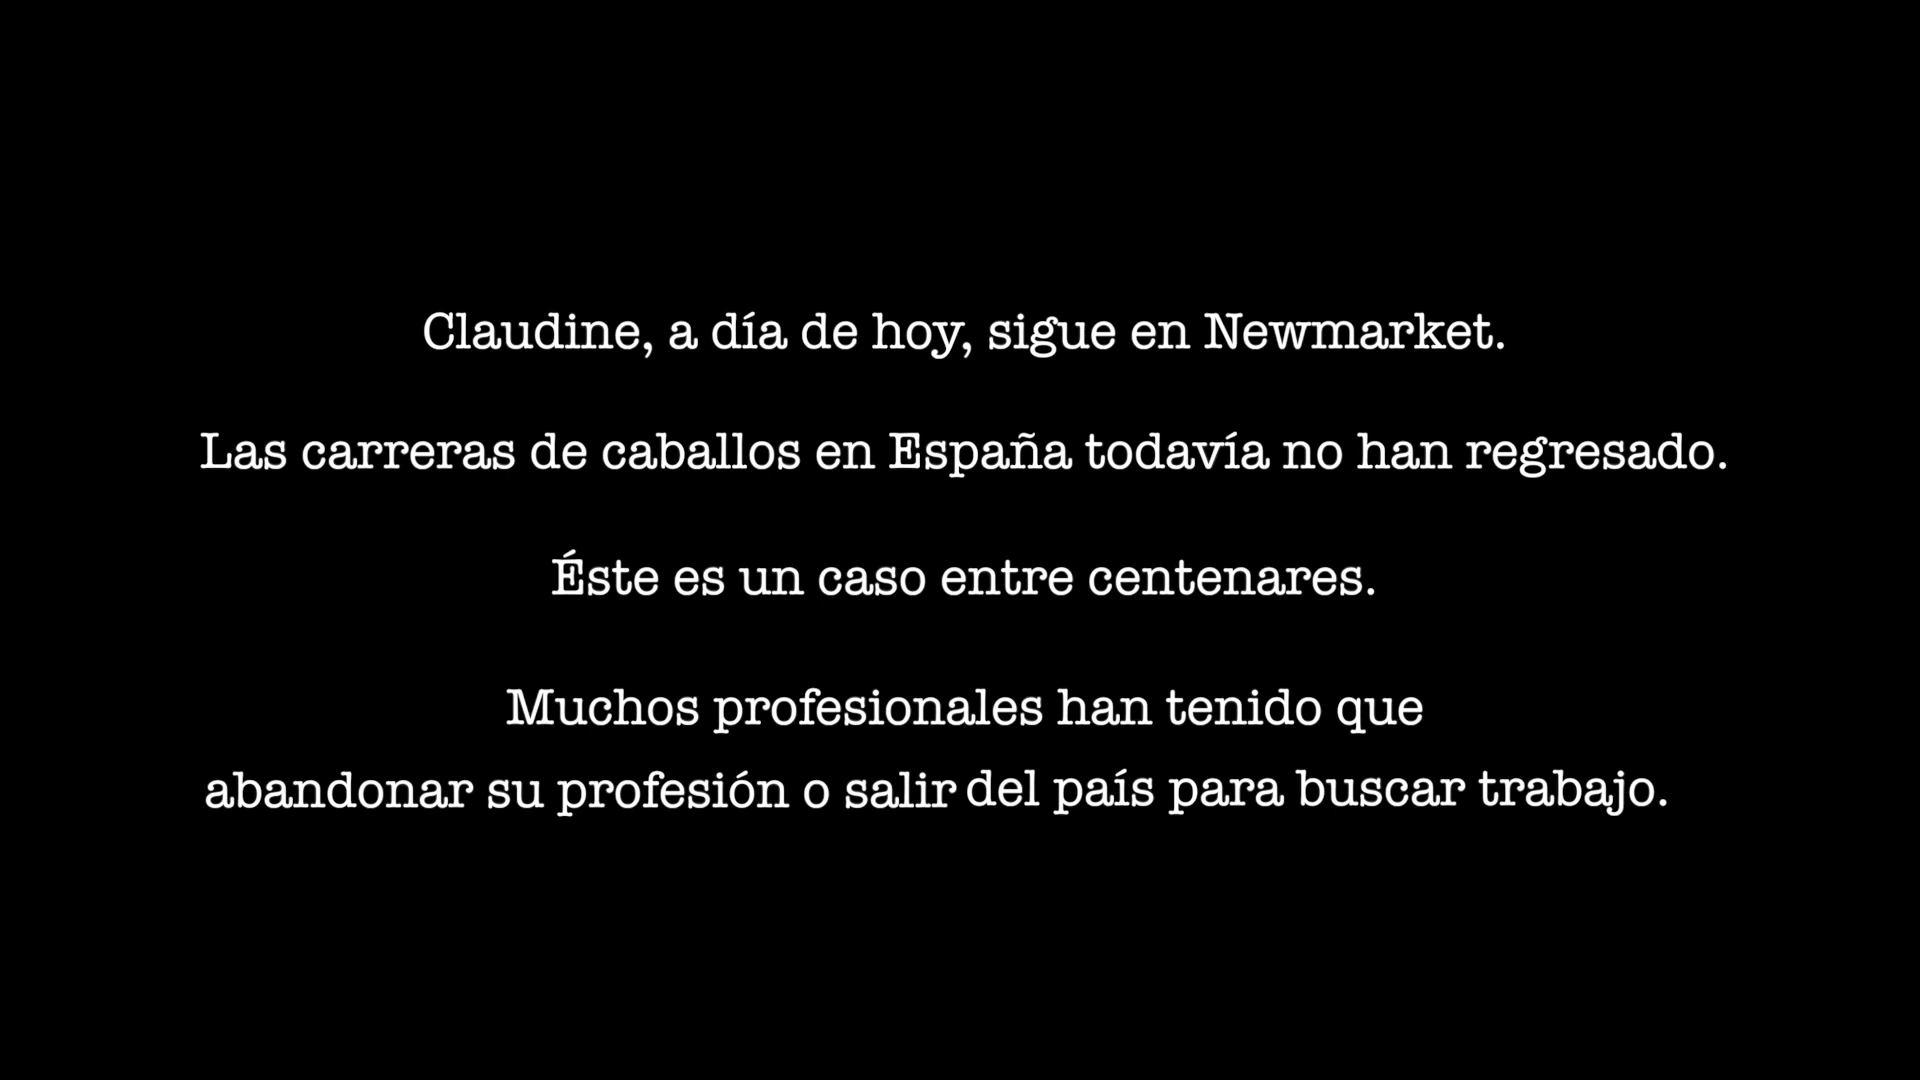 Claudine, a día de hoy, sigue en Newmarket.
Las carreras de caballos en España todavía no han regresado.
Éste es un caso entre centenares.
Muchos profesionales han tenido que
abandonar su profesión o salir del país para buscar trabajo.